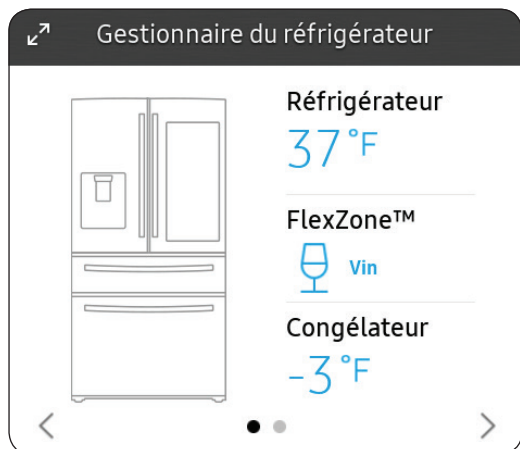 Gestionnaire du réfrigérateur
Réfrigérateur
37 °F
FlexZone™
Vin
Congélateur
-3 °F